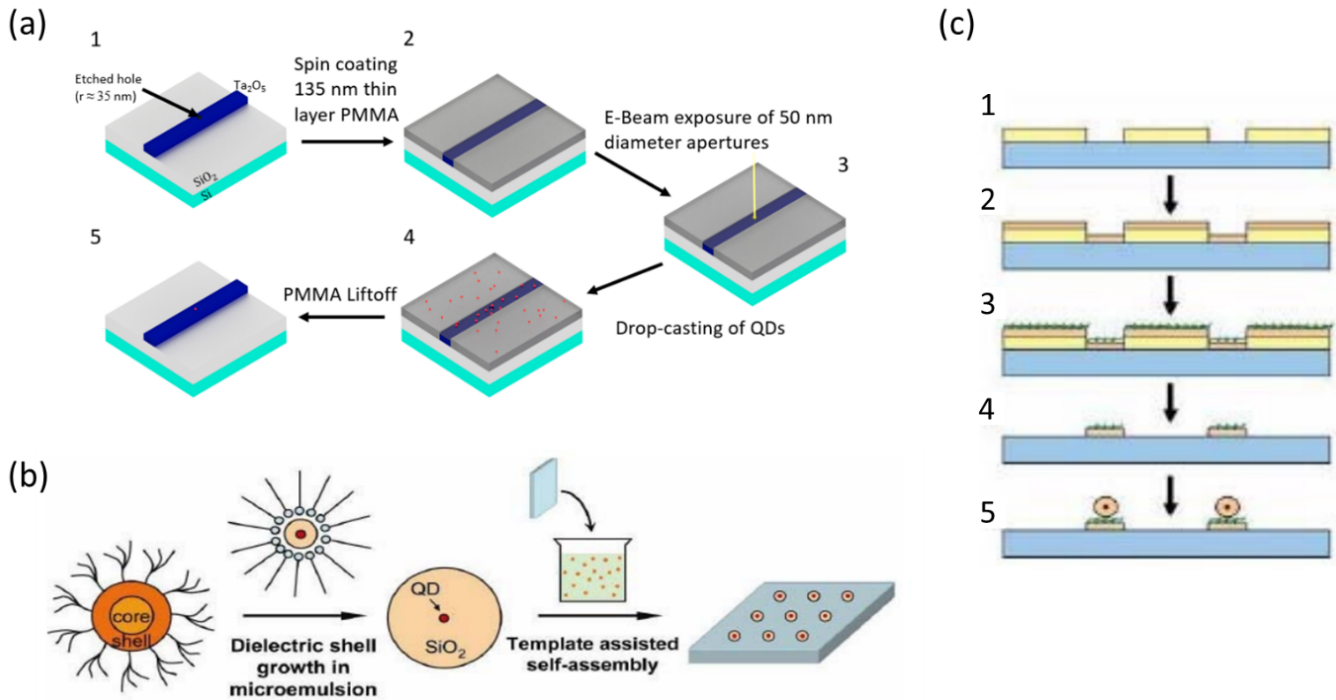 (a)
1
Etched hole
(r ≈ 35 nm)
Ta₂O₅
SiO₂
Si
Spin coating
135 nm thin
layer PMMA
2
E-Beam exposure of 50 nm
diameter apertures
3
Drop-casting of QDs
4
PMMA Liftoff
5
(b)
core
shell
Dielectric shell
growth in
microemulsion
QD
SiO₂
Template assisted
self-assembly
(c)
1
2
3
4
5